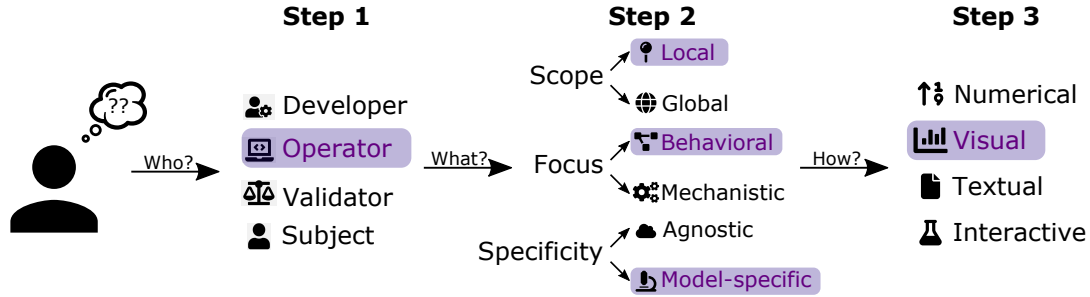 Step 1
Step 2
Step 3
??
Who?
Developer
Operator
Validator
Subject
What?
Scope
Local
Global
Focus
Behavioral
Mechanistic
Specificity
Agnostic
Model-specific
How?
Numerical
Visual
Textual
Interactive